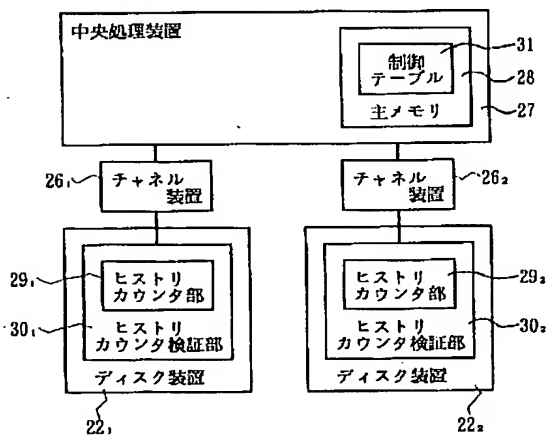 中央処理装置
制御
テーブル
主メモリ
31
28
27
26₁
チャネル
装置
チャネル
装置
26₂
29₁
ヒストリ
カウンタ部
30₁
ヒストリ
カウンタ検証部
ディスク装置
22₁
ヒストリ
カウンタ部
29₂
ヒストリ
カウンタ検証部
30₂
ディスク装置
22₂